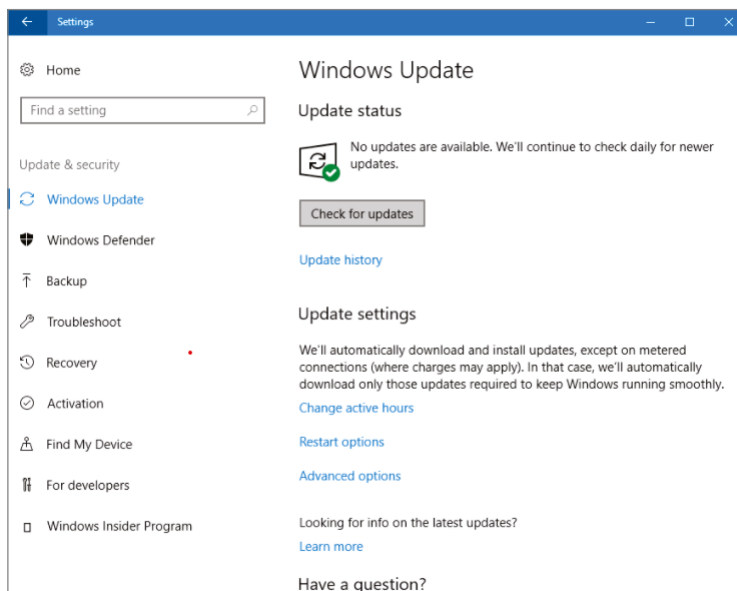 Settings
Home
Find a setting
Update & security
Windows Update
Windows Defender
Backup
Troubleshoot
Recovery
Activation
Find My Device
For developers
Windows Insider Program
Windows Update
Update status
No updates are available. We'll continue to check daily for newer
updates.
Check for updates
Update history
Update settings
We'll automatically download and install updates, except on metered
connections (where charges may apply). In that case, we'll automatically
download only those updates required to keep Windows running smoothly.
Change active hours
Restart options
Advanced options
Looking for info on the latest updates?
Learn more
Have a question?